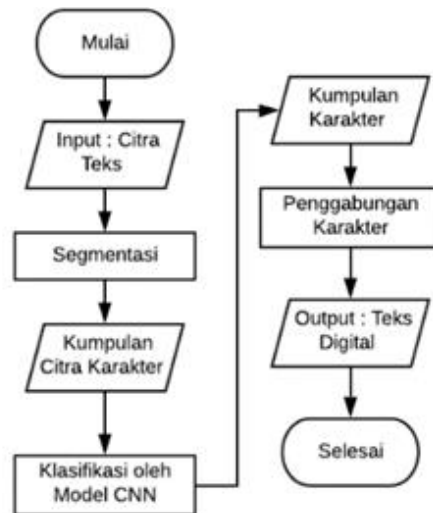 Mulai
Input : Citra
Teks
Segmentasi
Kumpulan
Citra Karakter
Klasifikasi oleh
Model CNN
Kumpulan
Karakter
Penggabungan
Karakter
Output : Teks
Digital
Selesai